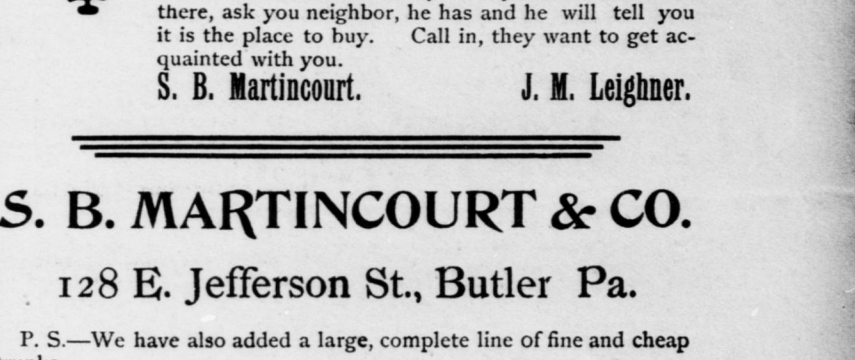 there, ask you neighbor, he has and he will tell you
it is the place to buy. Call in, they want to get ac-
quainted with you.
S. B. Martincourt. J. M. Leighner.
S. B. MARTINCOURT & CO.
128 E. Jefferson St., Butler Pa.
P. S.—We have also added a large, complete line of fine and cheap